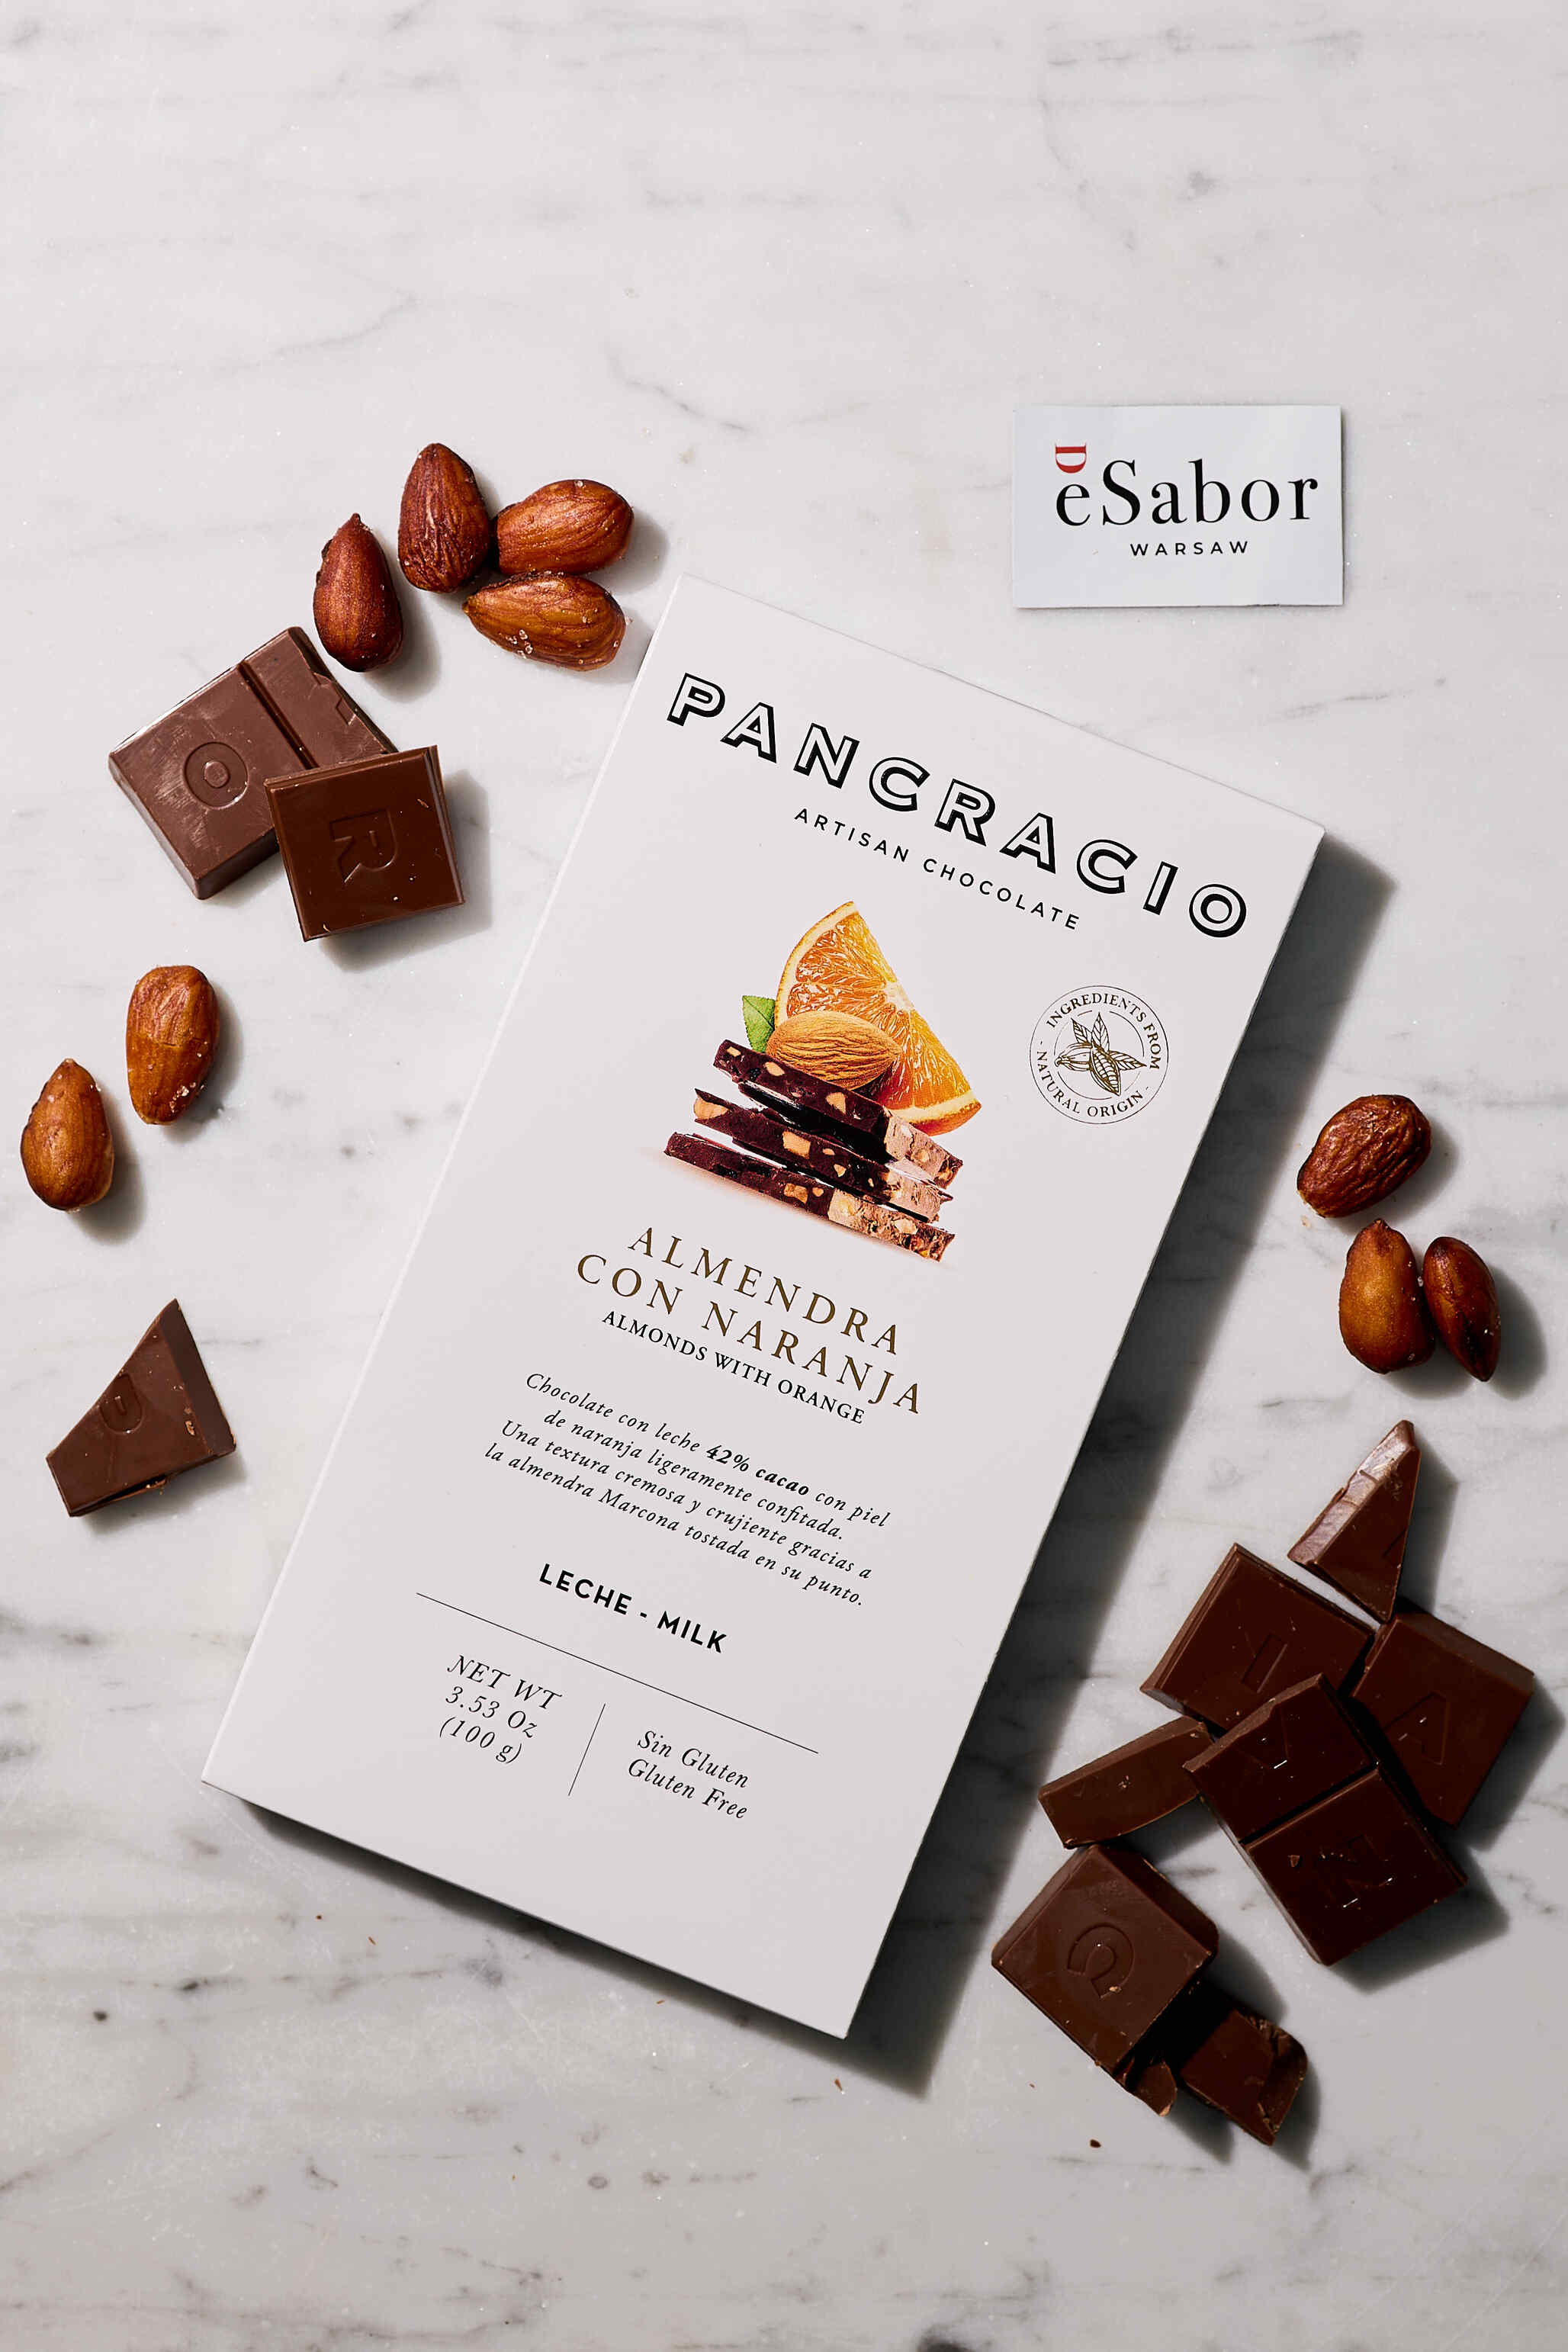 DeSabor
WARSAW
PANCRACIO
ARTISAN CHOCOLATE
INGREDIENTS FROM
- NATURAL ORIGIN -
ALMENDRA
CON NARANJA
ALMONDS WITH ORANGE
Chocolate con leche 42% cacao con piel
de naranja ligeramente confitada.
Una textura cremosa y crujiente gracias a
la almendra Marcona tostada en su punto.
LECHE - MILK
NET WT
3.53 Oz
(100 g)
Sin Gluten
Gluten Free
O
R
P
I
A
N
R
C